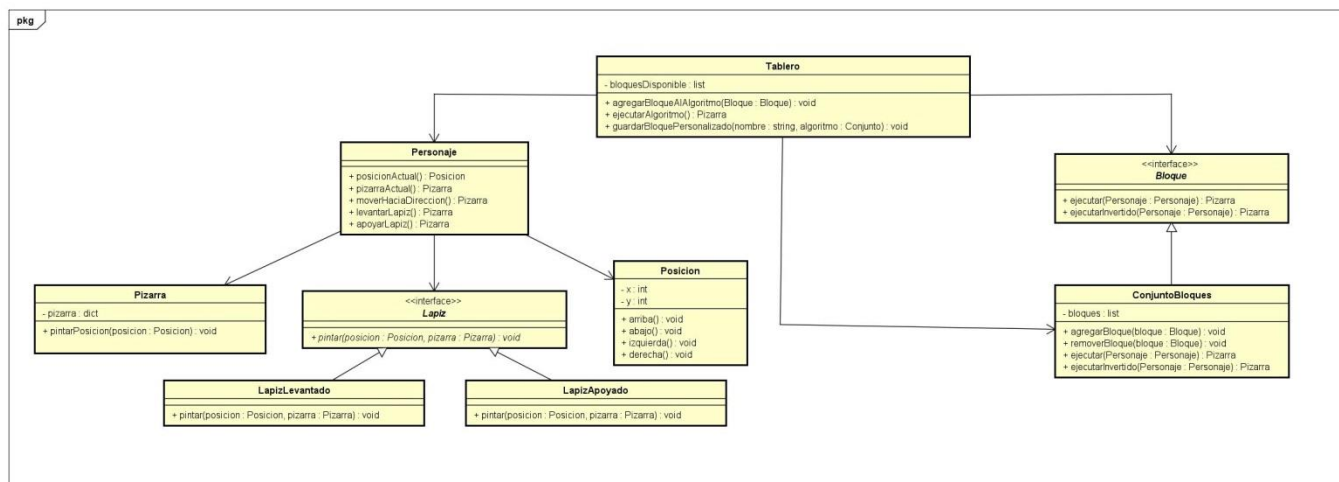 pkg
Tablero
- bloquesDisponible : list
+ agregarBloqueAlAlgoritmo(Bloque : Bloque) : void
+ ejecutarAlgoritmo() : Pizarra
+ guardarBloquePersonalizado(nombre : string, algoritmo : Conjunto) : void
Personaje
+ posicionActual() : Posicion
+ pizarraActual() : Pizarra
+ moverHaciaDireccion() : Pizarra
+ levantarLapiz() : Pizarra
+ apoyarLapiz() : Pizarra
<<interface>>
Bloque
+ ejecutar(Personaje : Personaje) : Pizarra
+ ejecutarInvertido(Personaje : Personaje) : Pizarra
Pizarra
- pizarra : dict
+ pintarPosicion(posicion : Posicion) : void
<<interface>>
Lapiz
+ pintar(posicion : Posicion, pizarra : Pizarra) : void
Posicion
- x : int
- y : int
+ arriba() : void
+ abajo() : void
+ izquierda() : void
+ derecha() : void
ConjuntoBloques
- bloques : list
+ agregarBloque(bloque : Bloque) : void
+ removerBloque(bloque : Bloque) : void
+ ejecutar(Personaje : Personaje) : Pizarra
+ ejecutarInvertido(Personaje : Personaje) : Pizarra
LapizLevantado
+ pintar(posicion : Posicion, pizarra : Pizarra) : void
LapizApoyado
+ pintar(posicion : Posicion, pizarra : Pizarra) : void